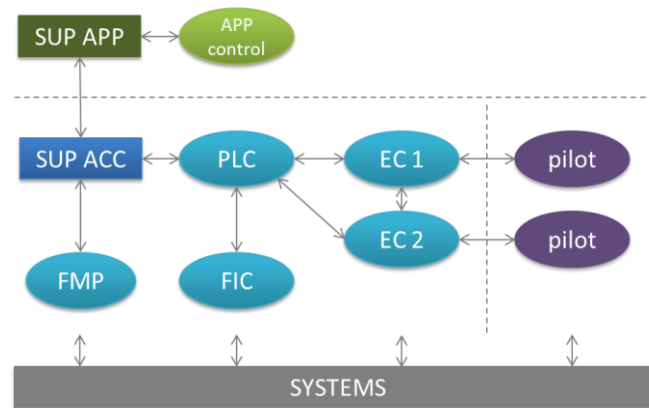 SUP APP
APP
control
SUP ACC
PLC
EC 1
pilot
EC 2
pilot
FMP
FIC
SYSTEMS